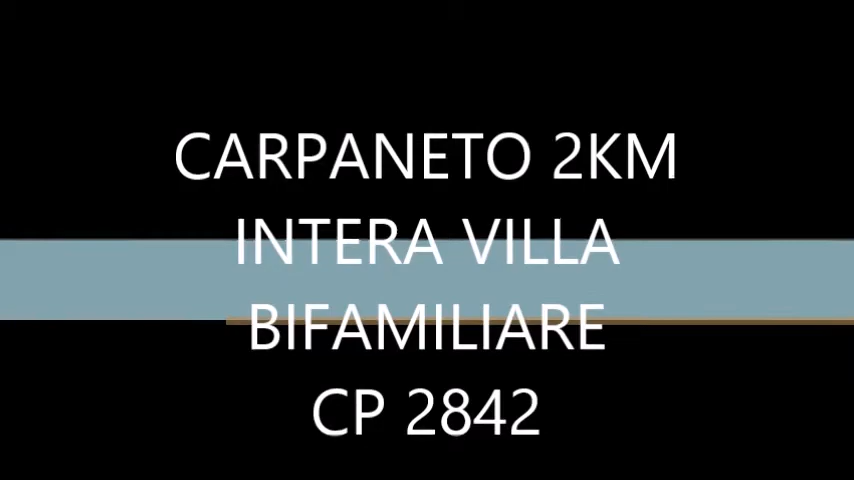 CARPANETO 2KM
INTERA VILLA
BIFAMILIARE
CP 2842